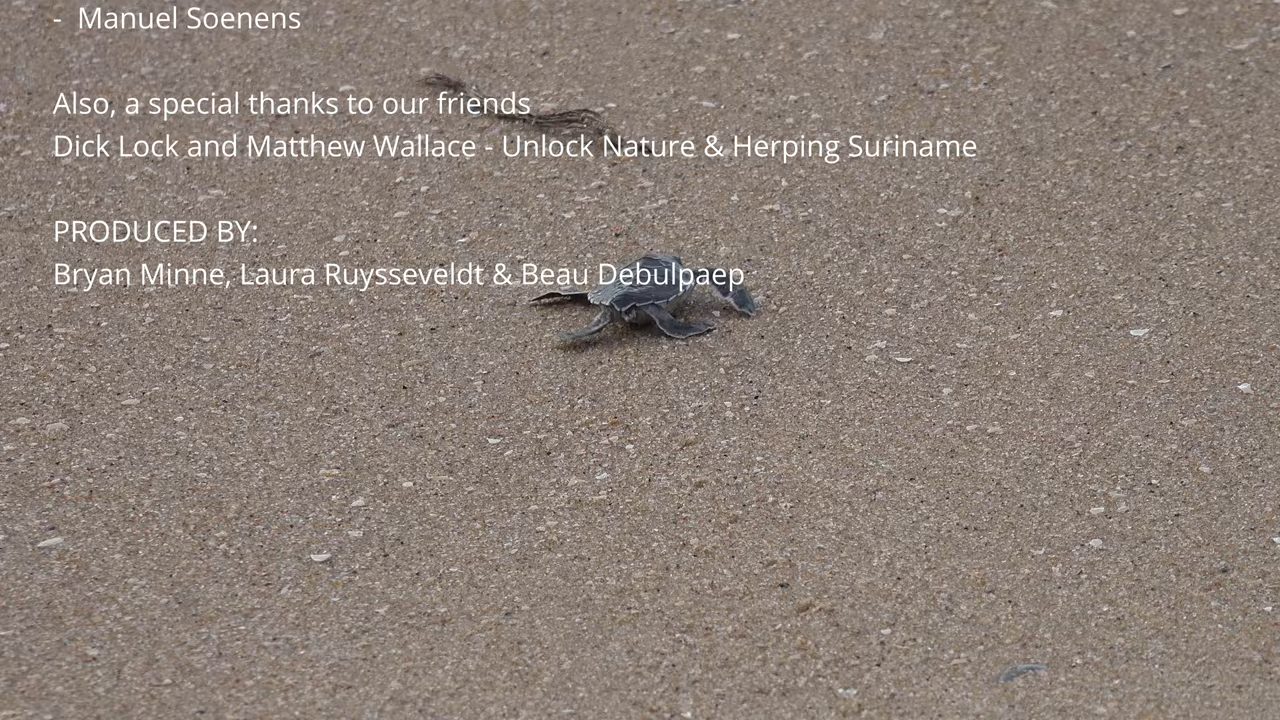 - Manuel Soenens
Also, a special thanks to our friends
Dick Lock and Matthew Wallace - Unlock Nature & Herping Suriname
PRODUCED BY:
Bryan Minne, Laura Ruysseveldt & Beau Debulpaep